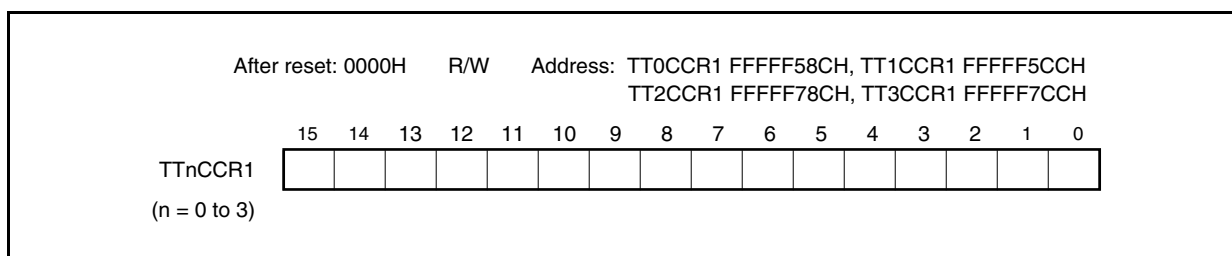 After reset: 0000H R/W Address: TT0CCR1 FFFFF58CH, TT1CCR1 FFFFF5CCH
TT2CCR1 FFFFF78CH, TT3CCR1 FFFFF7CCH
15 14 13 12 11 10 9 8 7 6 5 4 3 2 1 0
TTnCCR1
(n = 0 to 3)